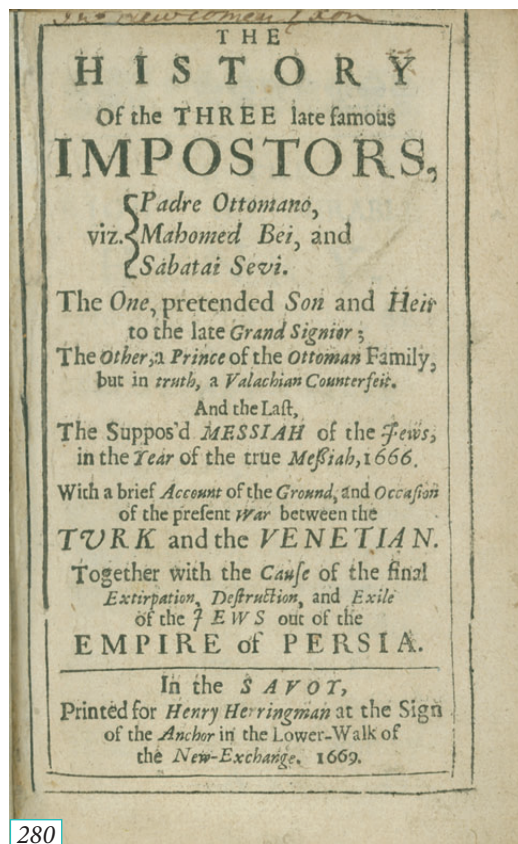 THE
HISTORY
Of the THREE late famous
IMPOSTORS,
viz. { Padre Ottomano,
Mahomed Bei, and
Sabatai Sevi.
The One, pretended Son and Heir
to the late Grand Signior;
The Other, a Prince of the Ottoman Family,
but in truth, a Valachian Counterfeit.
And the Last,
The Suppos'd MESSIAH of the Jews,
in the Year of the true Meſſiah, 1666.
With a brief Account of the Ground, and Occaſion
of the preſent War between the
TURK and the VENETIAN.
Together with the Cauſe of the final
Extirpation, Deſtruction, and Exile
of the JEWS out of the
EMPIRE of PERSIA.
In the SAVOY,
Printed for Henry Herringman at the Sign
of the Anchor in the Lower-Walk of
the New-Exchange. 1669.
280